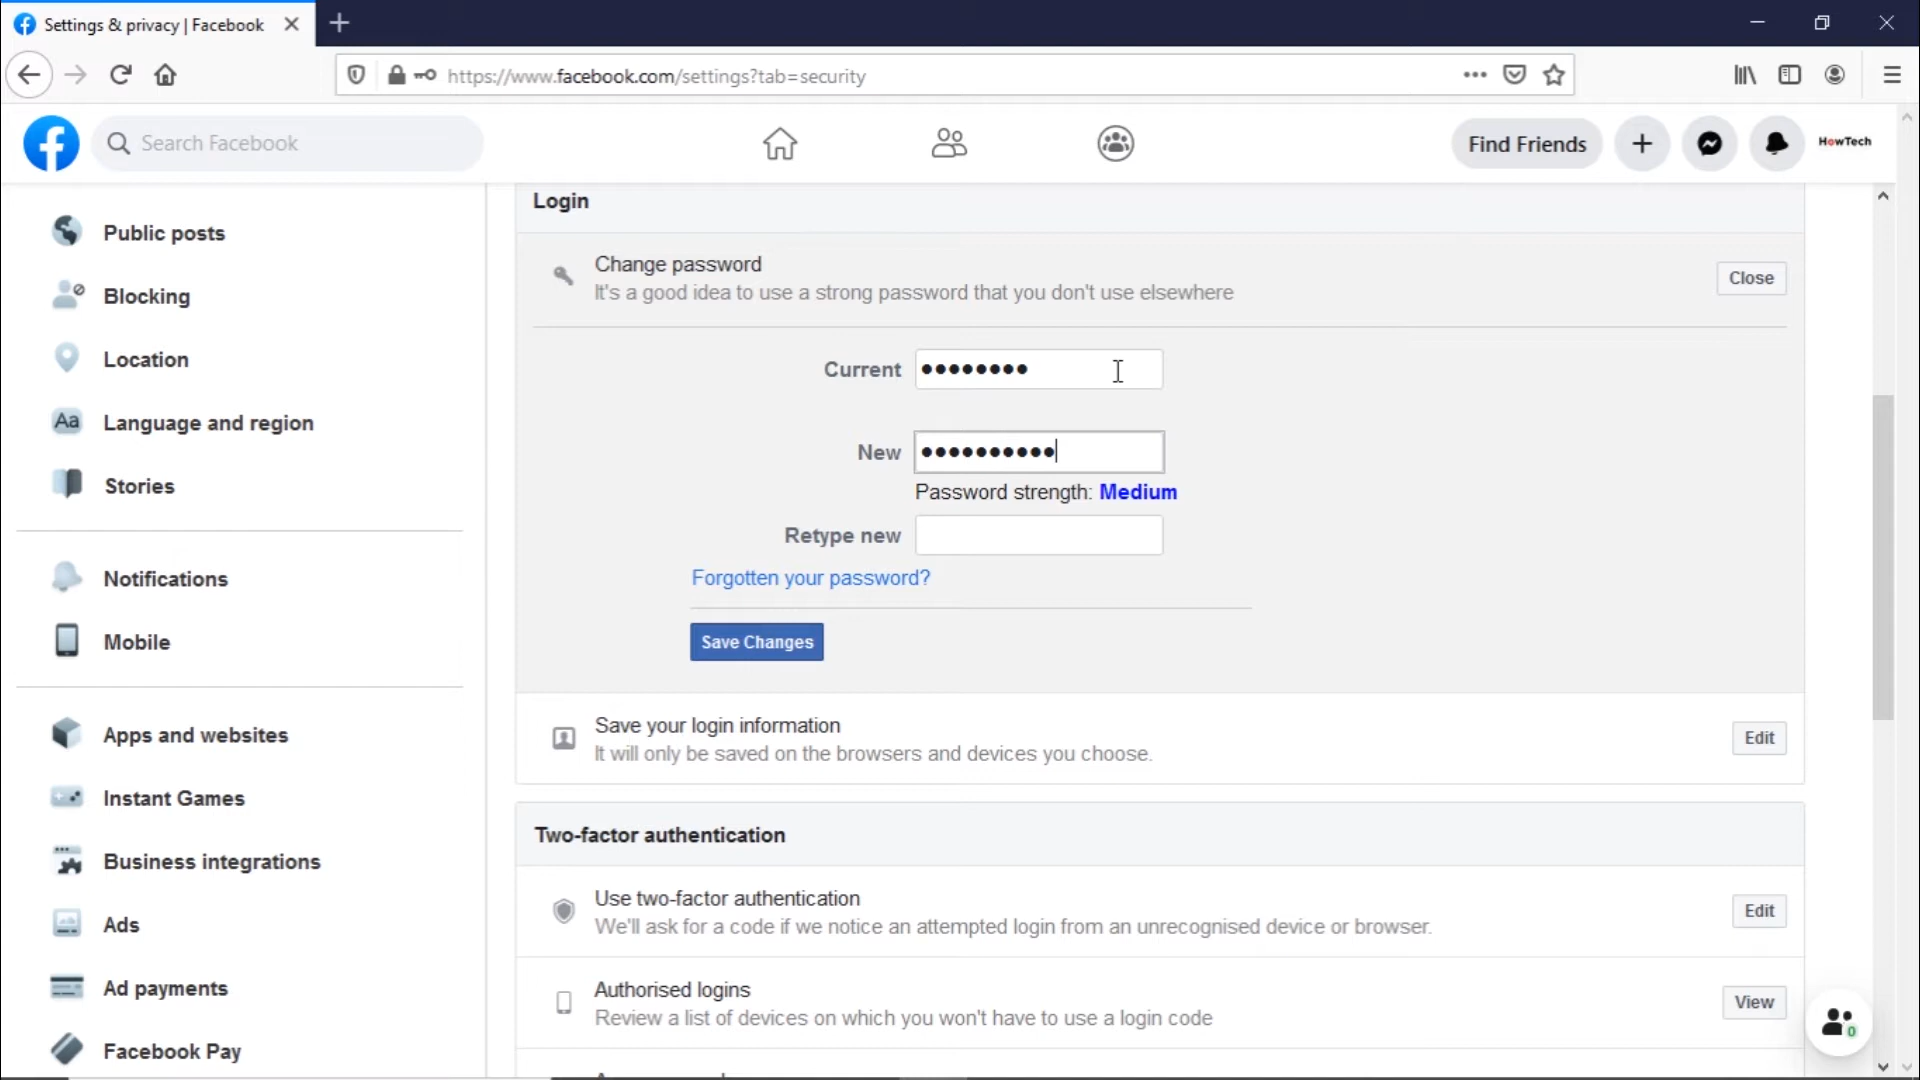 Settings & privacy | Facebook
https://www.facebook.com/settings?tab=security
Search Facebook
Find Friends
HowTech
Public posts
Blocking
Location
Aa Language and region
Stories
Notifications
Mobile
Apps and websites
Instant Games
Business integrations
Ads
Ad payments
Facebook Pay
Login
Change password
It's a good idea to use a strong password that you don't use elsewhere
Close
Current ••••••••
New ••••••••••
Password strength: Medium
Retype new
Forgotten your password?
Save Changes
Save your login information
It will only be saved on the browsers and devices you choose.
Edit
Two-factor authentication
Use two-factor authentication
We'll ask for a code if we notice an attempted login from an unrecognised device or browser.
Edit
Authorised logins
Review a list of devices on which you won't have to use a login code
View
0